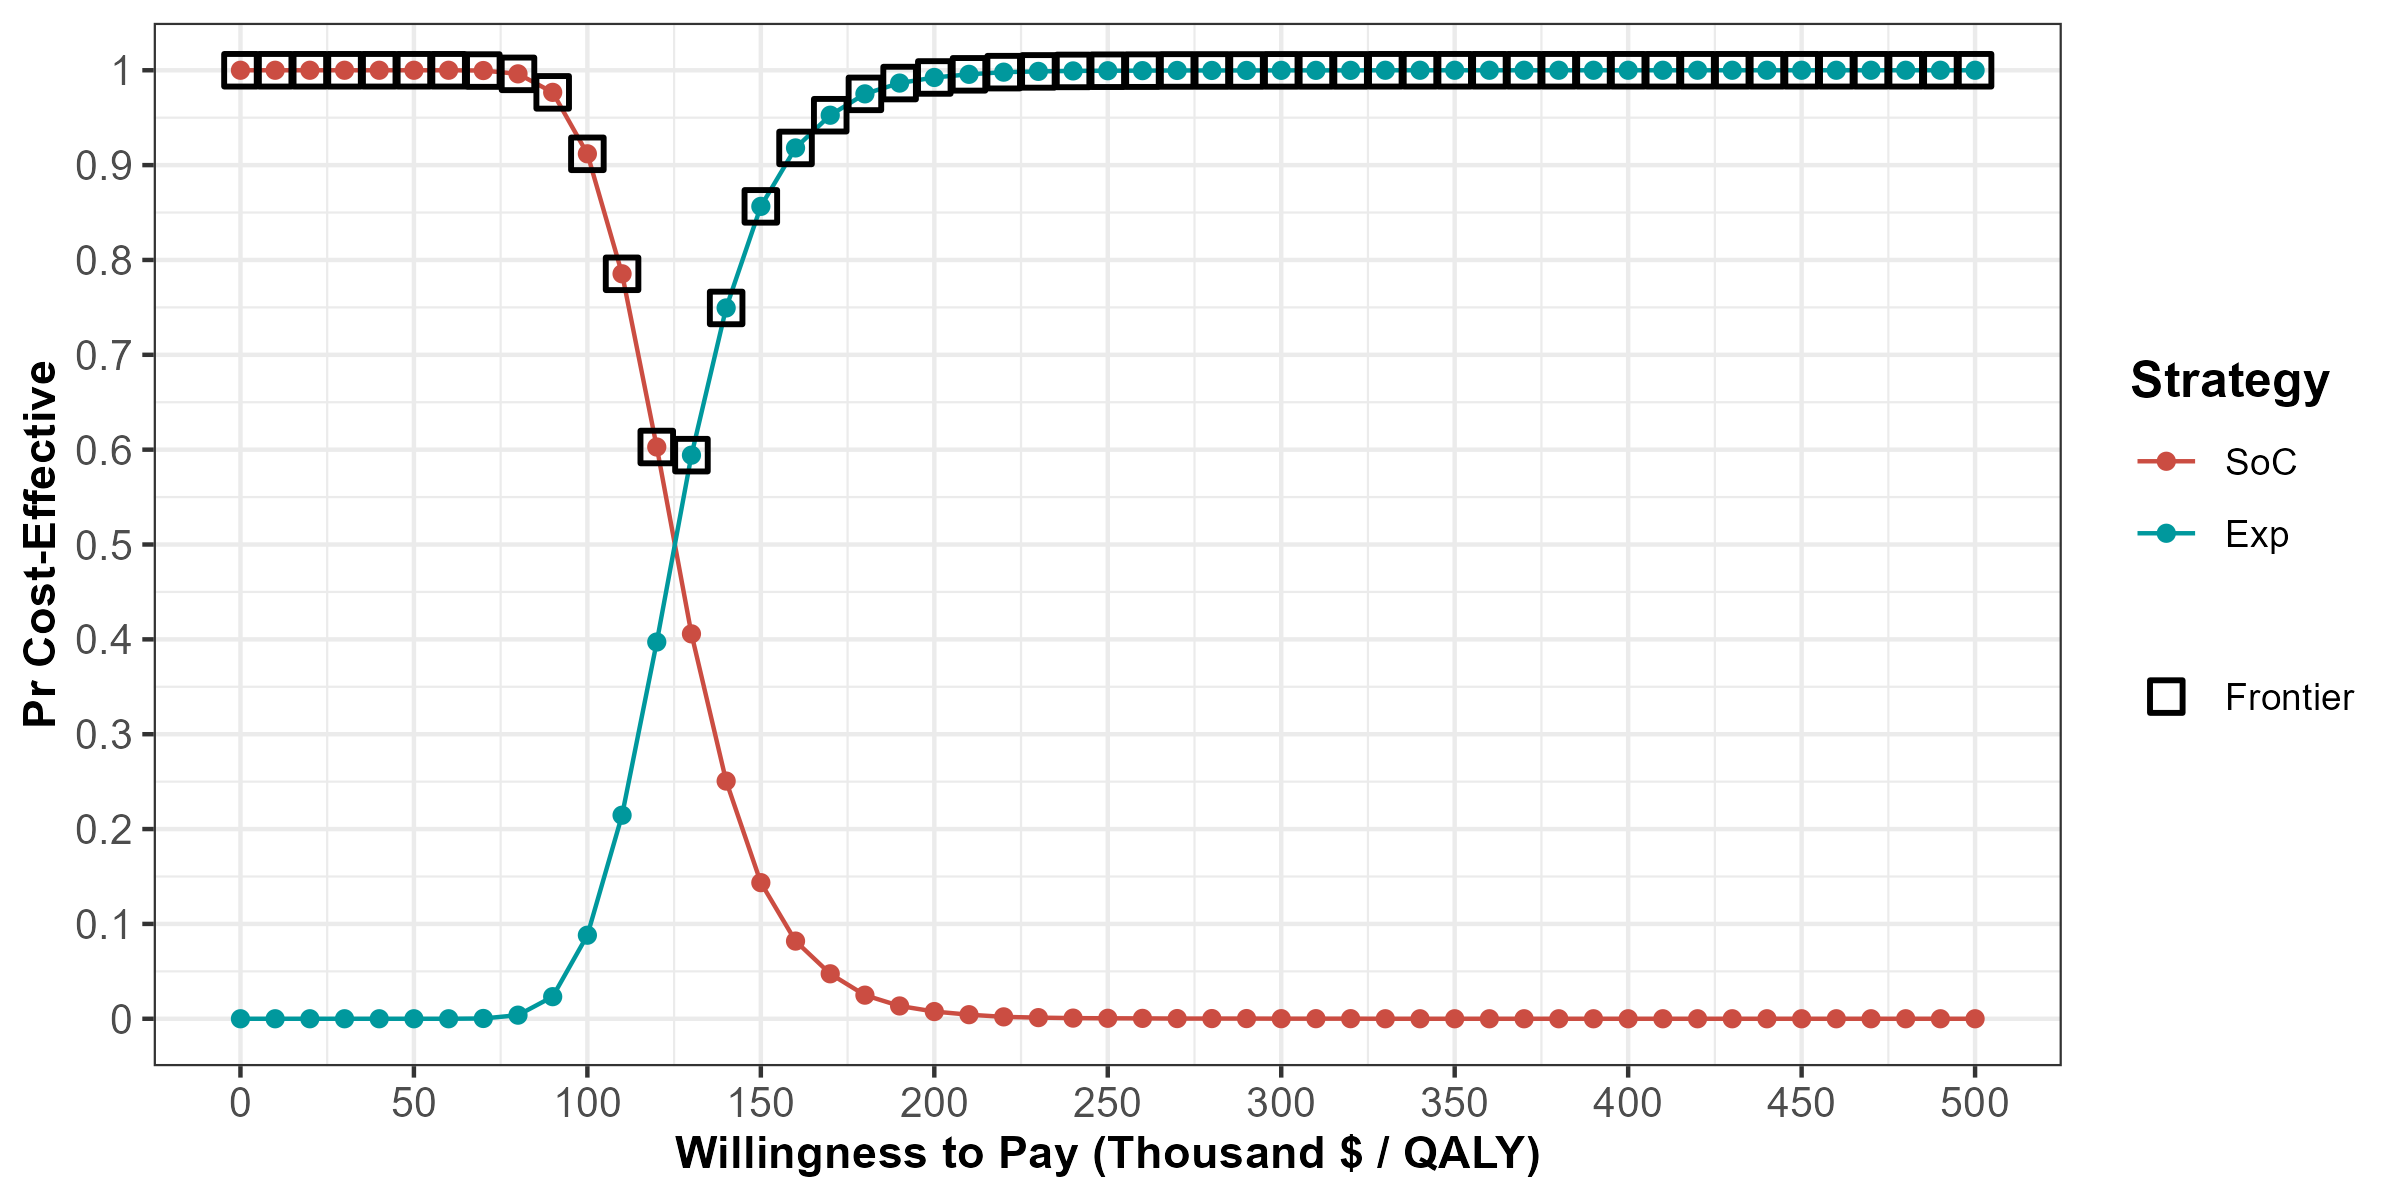 1
0.9
0.8
0.7
0.6
0.5
0.4
0.3
0.2
0.1
0
Pr Cost-Effective
0 50 100 150 200 250 300 350 400 450 500
Willingness to Pay (Thousand $ / QALY)
Strategy
SoC
Exp
Frontier